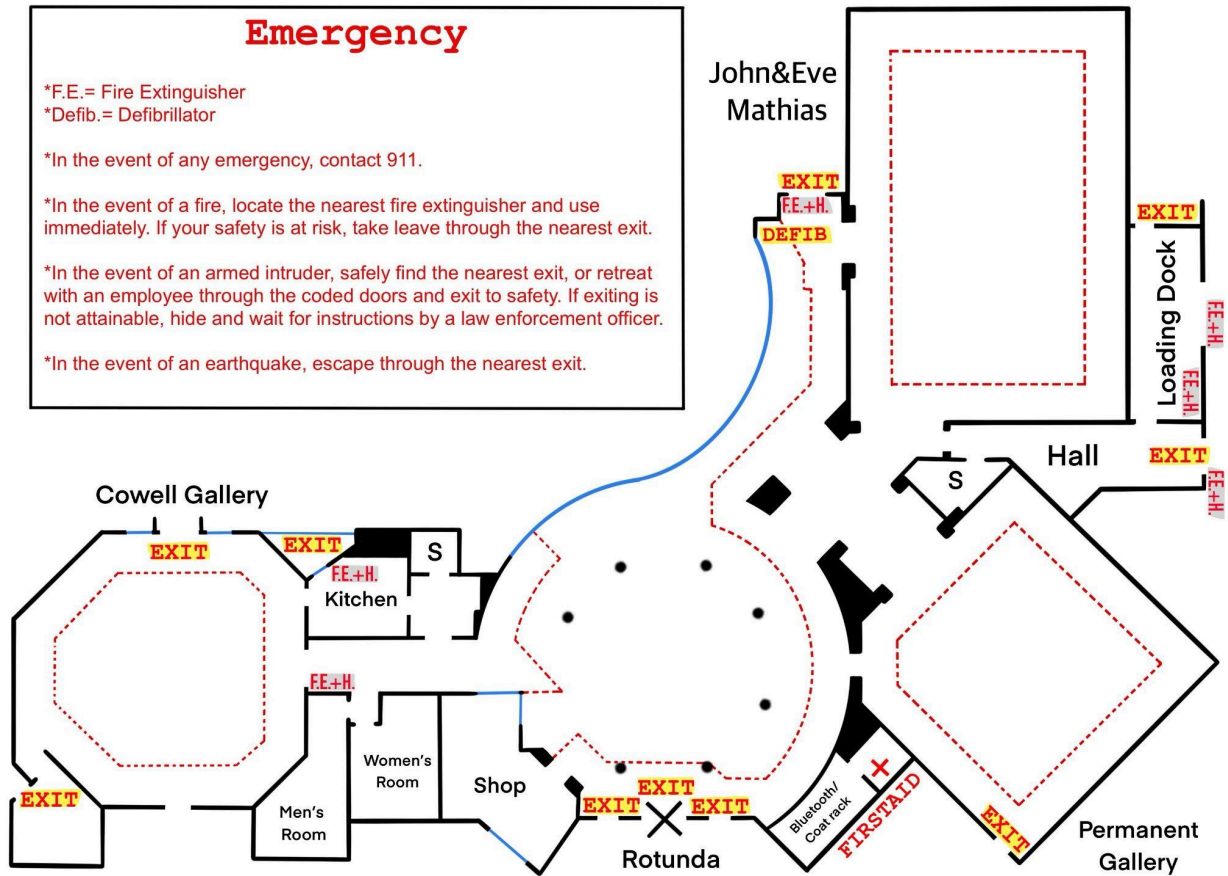 Emergency
*F.E.= Fire Extinguisher
*Defib.= Defibrillator
*In the event of any emergency, contact 911.
*In the event of a fire, locate the nearest fire extinguisher and use
immediately. If your safety is at risk, take leave through the nearest exit.
*In the event of an armed intruder, safely find the nearest exit, or retreat
with an employee through the coded doors and exit to safety. If exiting is
not attainable, hide and wait for instructions by a law enforcement officer.
*In the event of an earthquake, escape through the nearest exit.
John&Eve
Mathias
EXIT
F.E.+H.
DEFIB
EXIT
Loading Dock
F.E.+H.
F.E.+H.
Hall
EXIT
F.E.+H.
S
Cowell Gallery
EXIT
EXIT
S
F.E.+H.
Kitchen
F.E.+H.
Women's
Room
Shop
Men's
Room
EXIT
EXIT
EXIT
EXIT
Rotunda
Bluetooth/
Coat rack
FIRSTAID
EXIT
Permanent
Gallery